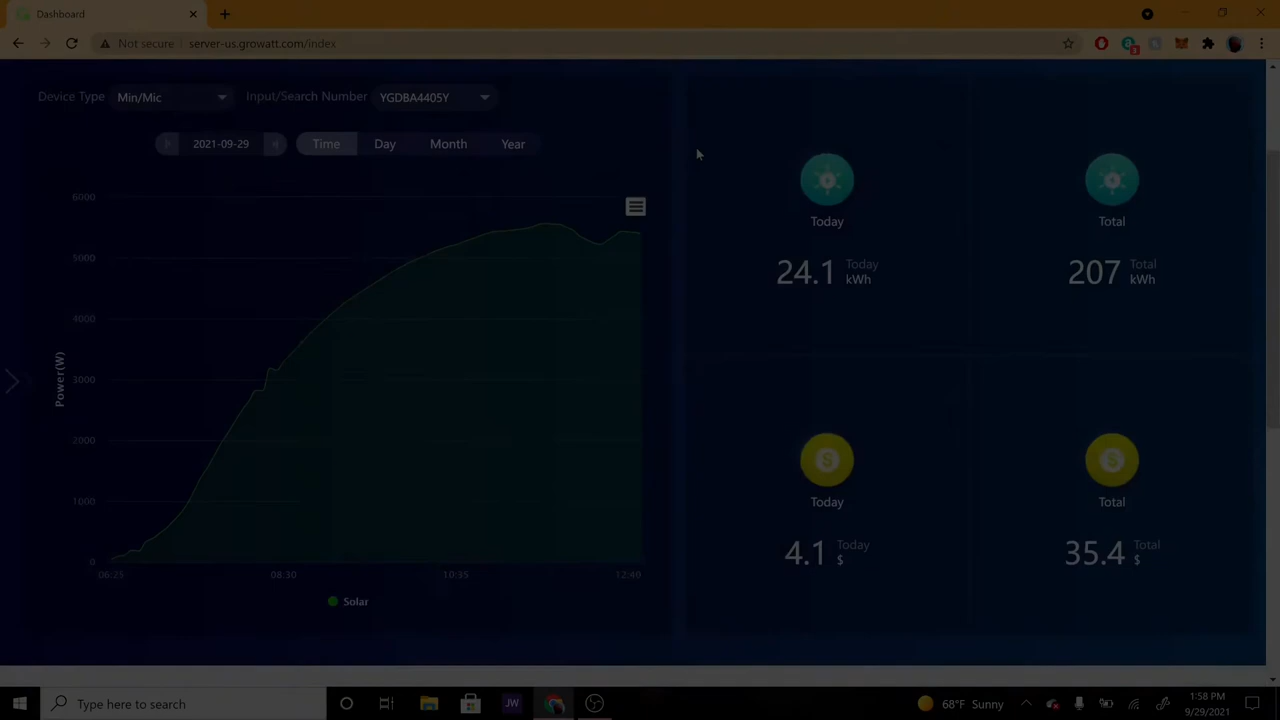 Dashboard
Not secure server-us.growatt.com/index
3
Device Type Min/Mic Input/Search Number YGDBA4405Y
2021-09-29 Time Day Month Year
6000
5000
4000
3000
2000
1000
0
Power(W)
06:25 08:30 10:35 12:40
Solar
Today
24.1 Today kWh
Total
207 Total kWh
S
Today
4.1 Today $
S
Total
35.4 Total $
Type here to search
JW
68°F Sunny
1:58 PM
9/29/2021